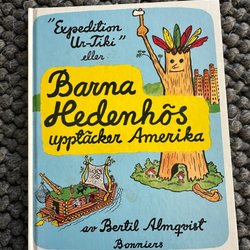 "Expedition
Ur-Tiki"
eller
Barna
Hedenhös
upptäcker Amerika
av Bertil Almqvist
Bonniers